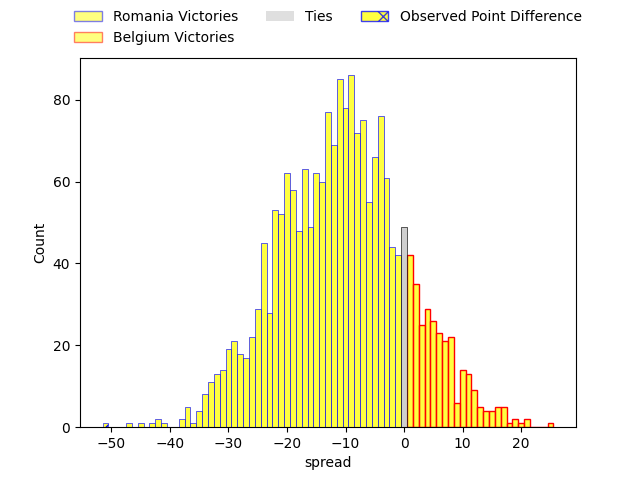 Romania Victories
Belgium Victories
Ties
Observed Point Difference
Count
80
60
40
20
0
−50 −40 −30 −20 −10 0 10 20
spread